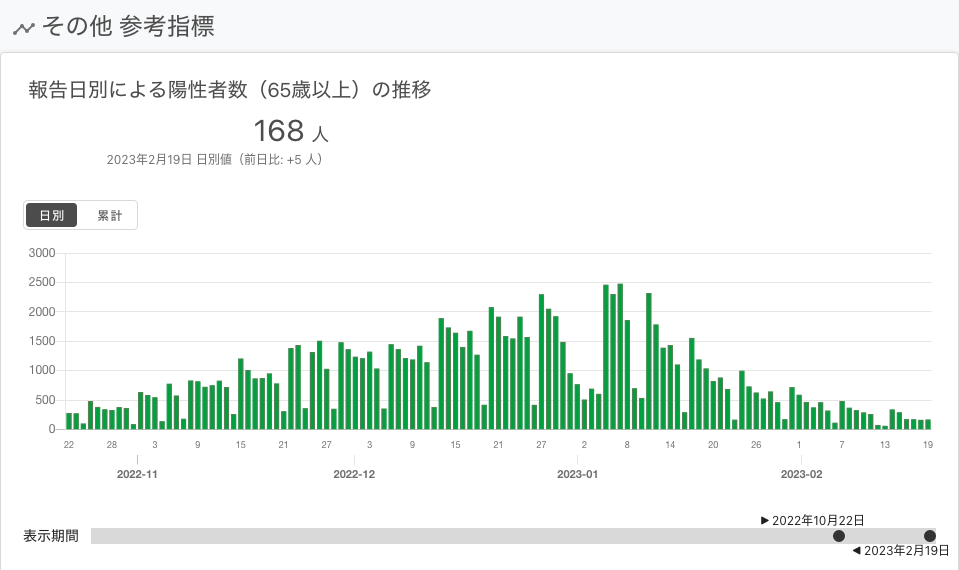 その他 参考指標
報告日別による陽性者数（65歳以上）の推移
168 人
2023年2月19日 日別値（前日比: +5 人）
日別 累計
3000
2500
2000
1500
1000
500
0
22 28 3 9 15 21 27 3 9 15 21 27 2 8 14 20 26 1 7 13 19
2022-11 2022-12 2023-01 2023-02
▶ 2022年10月22日
表示期間
◀ 2023年2月19日